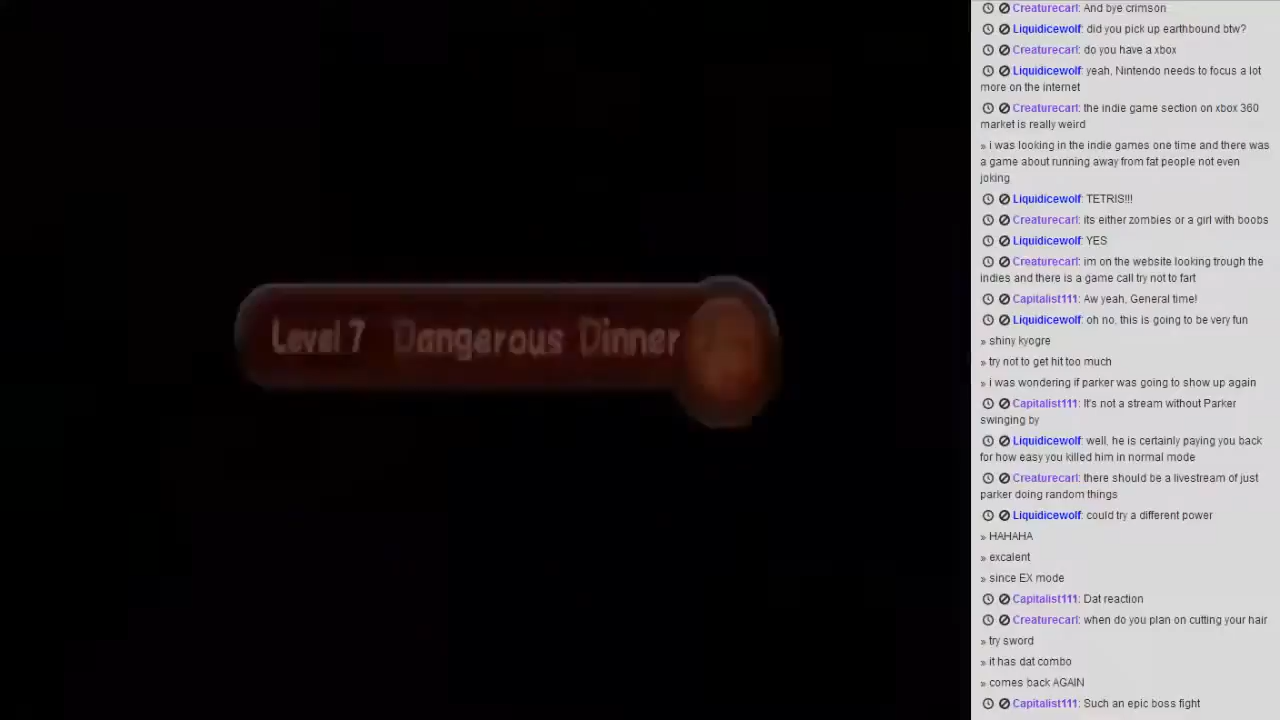 Level 7 Dangerous Dinner
Creaturecarl: And bye crimson
Liquidicewolf: did you pick up earthbound btw?
Creaturecarl: do you have a xbox
Liquidicewolf: yeah, Nintendo needs to focus a lot
more on the internet
Creaturecarl: the indie game section on xbox 360
market is really weird
» i was looking in the indie games one time and there was
a game about running away from fat people not even
joking
Liquidicewolf: TETRIS!!!
Creaturecarl: its either zombies or a girl with boobs
Liquidicewolf: YES
Creaturecarl: im on the website looking trough the
indies and there is a game call try not to fart
Capitalist111: Aw yeah, General time!
Liquidicewolf: oh no, this is going to be very fun
» shiny kyogre
» try not to get hit too much
» i was wondering if parker was going to show up again
Capitalist111: It's not a stream without Parker
swinging by
Liquidicewolf: well, he is certainly paying you back
for how easy you killed him in normal mode
Creaturecarl: there should be a livestream of just
parker doing random things
Liquidicewolf: could try a different power
» HAHAHA
» excalent
» since EX mode
Capitalist111: Dat reaction
Creaturecarl: when do you plan on cutting your hair
» try sword
» it has dat combo
» comes back AGAIN
Capitalist111: Such an epic boss fight